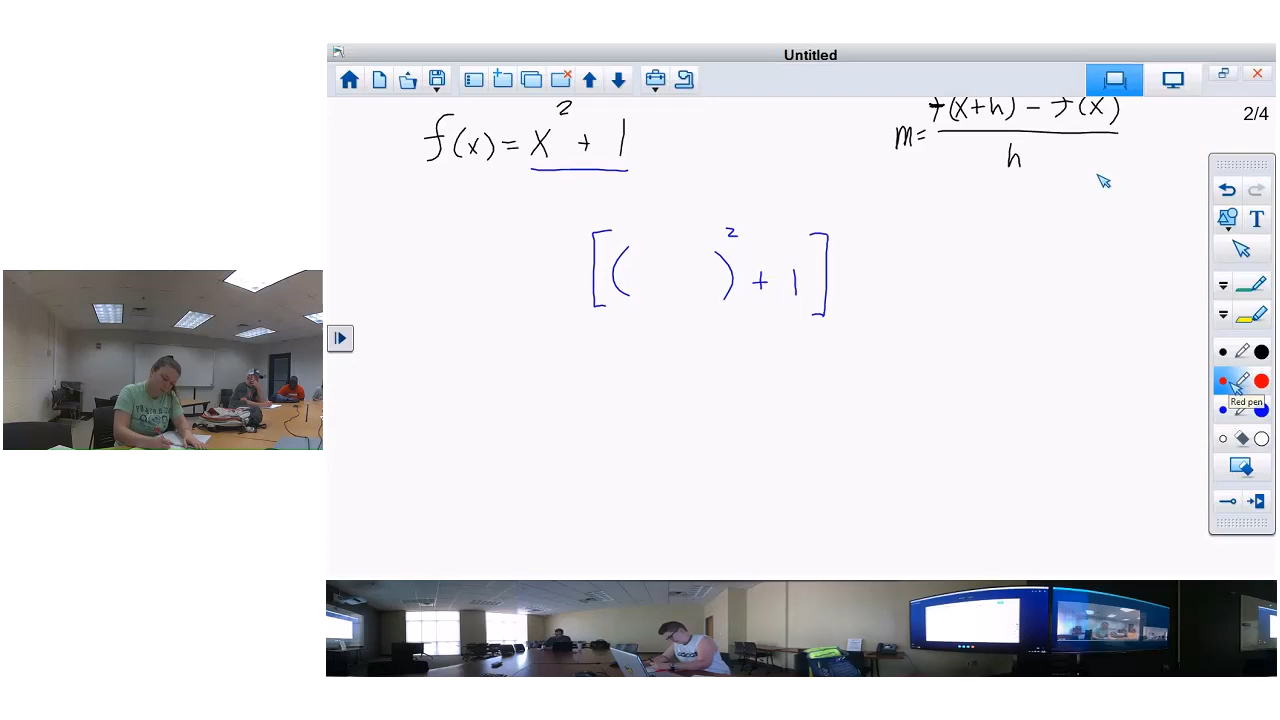 Untitled
2/4
f(x) = x² + 1
m= f(x+h) − f(x)
h
[( )² + 1]
T
Red pen